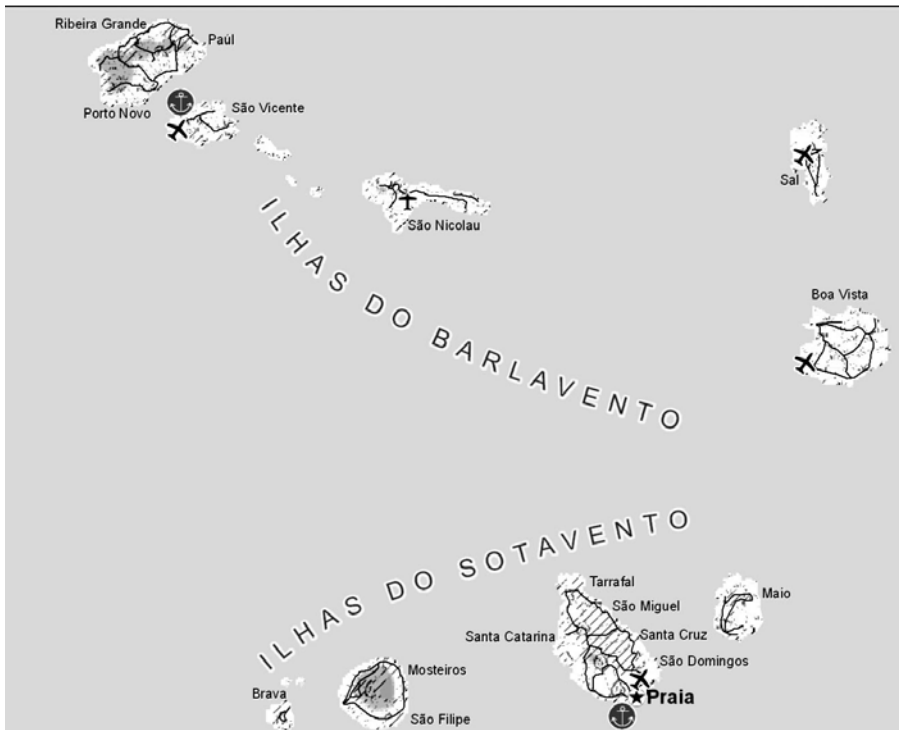 Ribeira Grande
Paúl
Porto Novo
São Vicente
Sal
São Nicolau
ILHAS DO BARLAVENTO
Boa Vista
ILHAS DO SOTAVENTO
Tarrafal
Maio
São Miguel
Santa Catarina
Santa Cruz
São Domingos
Mosteiros
Brava
Praia
São Filipe